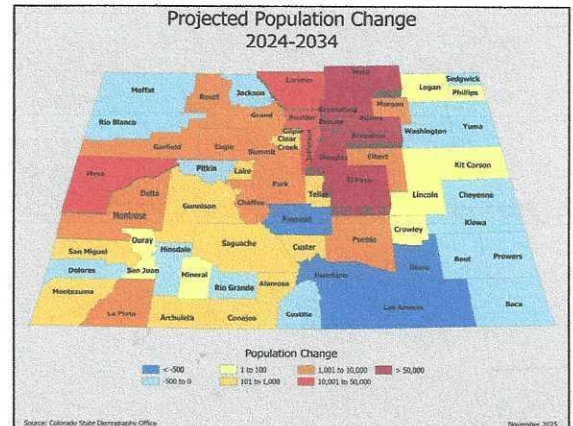 Projected Population Change
2024-2034
Moffat
Routt
Jackson
Larimer
Weld
Logan
Sedgwick
Phillips
Rio Blanco
Grand
Boulder
Broomfield
Morgan
Washington
Yuma
Garfield
Eagle
Summit
Gilpin
Clear
Creek
Jefferson
Denver
Adams
Arapahoe
Mesa
Pitkin
Lake
Park
Douglas
Elbert
Kit Carson
Delta
Gunnison
Chaffee
Teller
El Paso
Lincoln
Cheyenne
Montrose
Ouray
Saguache
Fremont
Custer
Pueblo
Crowley
Kiowa
San Miguel
Hinsdale
Dolores
San Juan
Mineral
Rio Grande
Alamosa
Huerfano
Otero
Bent
Prowers
Montezuma
La Plata
Archuleta
Conejos
Costilla
Las Animas
Baca
Population Change
< -500
1 to 100
1,001 to 10,000
> 50,000
-500 to 0
101 to 1,000
10,001 to 50,000
Source: Colorado State Demography Office
November 2025